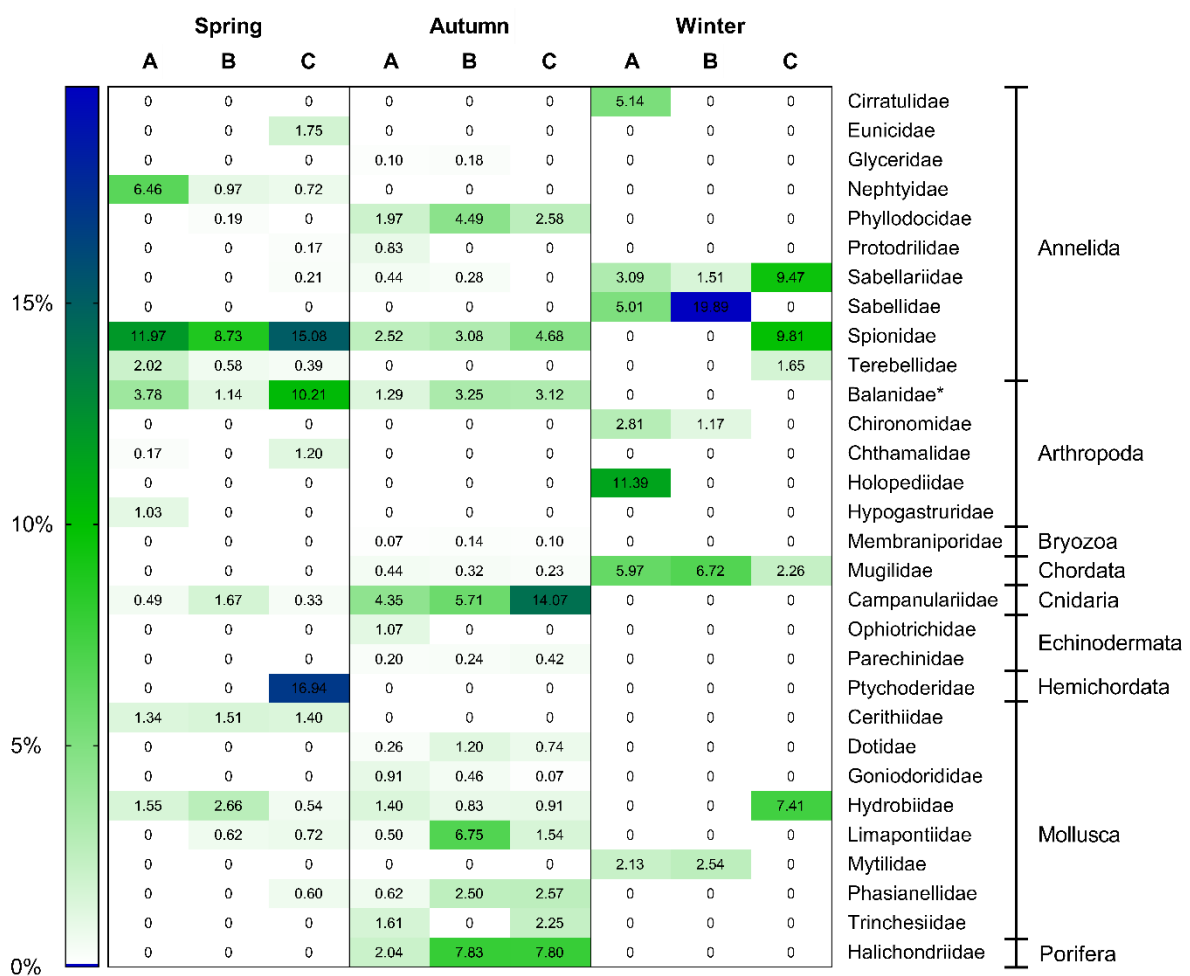 Spring Autumn Winter
A B C A B C A B C
0 0 0 0 0 0 5.14 0 0 Cirratulidae
0 0 1.75 0 0 0 0 0 0 Eunicidae
0 0 0 0.10 0.18 0 0 0 0 Glyceridae
6.46 0.97 0.72 0 0 0 0 0 0 Nephtyidae
0 0.19 0 1.97 4.49 2.58 0 0 0 Phyllodocidae
0 0 0.17 0.83 0 0 0 0 0 Protodrilidae Annelida
0 0 0.21 0.44 0.28 0 3.09 1.51 9.47 Sabellariidae
15% 0 0 0 0 0 0 5.01 19.89 0 Sabellidae
11.97 8.73 15.08 2.52 3.08 4.68 0 0 9.81 Spionidae
2.02 0.58 0.39 0 0 0 0 0 1.65 Terebellidae
3.78 1.14 10.21 1.29 3.25 3.12 0 0 0 Balanidae*
0 0 0 0 0 0 2.81 1.17 0 Chironomidae
0.17 0 1.20 0 0 0 0 0 0 Chthamalidae Arthropoda
0 0 0 0 0 0 11.39 0 0 Holopediidae
10% 1.03 0 0 0 0 0 0 0 0 Hypogastruridae
0 0 0 0.07 0.14 0.10 0 0 0 Membraniporidae Bryozoa
0 0 0 0.44 0.32 0.23 5.97 6.72 2.26 Mugilidae Chordata
0.49 1.67 0.33 4.35 5.71 14.07 0 0 0 Campanulariidae Cnidaria
0 0 0 1.07 0 0 0 0 0 Ophiotrichidae Echinodermata
0 0 0 0.20 0.24 0.42 0 0 0 Parechinidae
0 0 16.94 0 0 0 0 0 0 Ptychoderidae Hemichordata
1.34 1.51 1.40 0 0 0 0 0 0 Cerithiidae
5% 0 0 0 0.26 1.20 0.74 0 0 0 Dotidae
0 0 0 0.91 0.46 0.07 0 0 0 Goniodorididae
1.55 2.66 0.54 1.40 0.83 0.91 0 0 7.41 Hydrobiidae
0 0.62 0.72 0.50 6.75 1.54 0 0 0 Limapontiidae Mollusca
0 0 0 0 0 0 2.13 2.54 0 Mytilidae
0 0 0.60 0.62 2.50 2.57 0 0 0 Phasianellidae
0 0 0 1.61 0 2.25 0 0 0 Trinchesiidae
0% 0 0 0 2.04 7.83 7.80 0 0 0 Halichondriidae Porifera